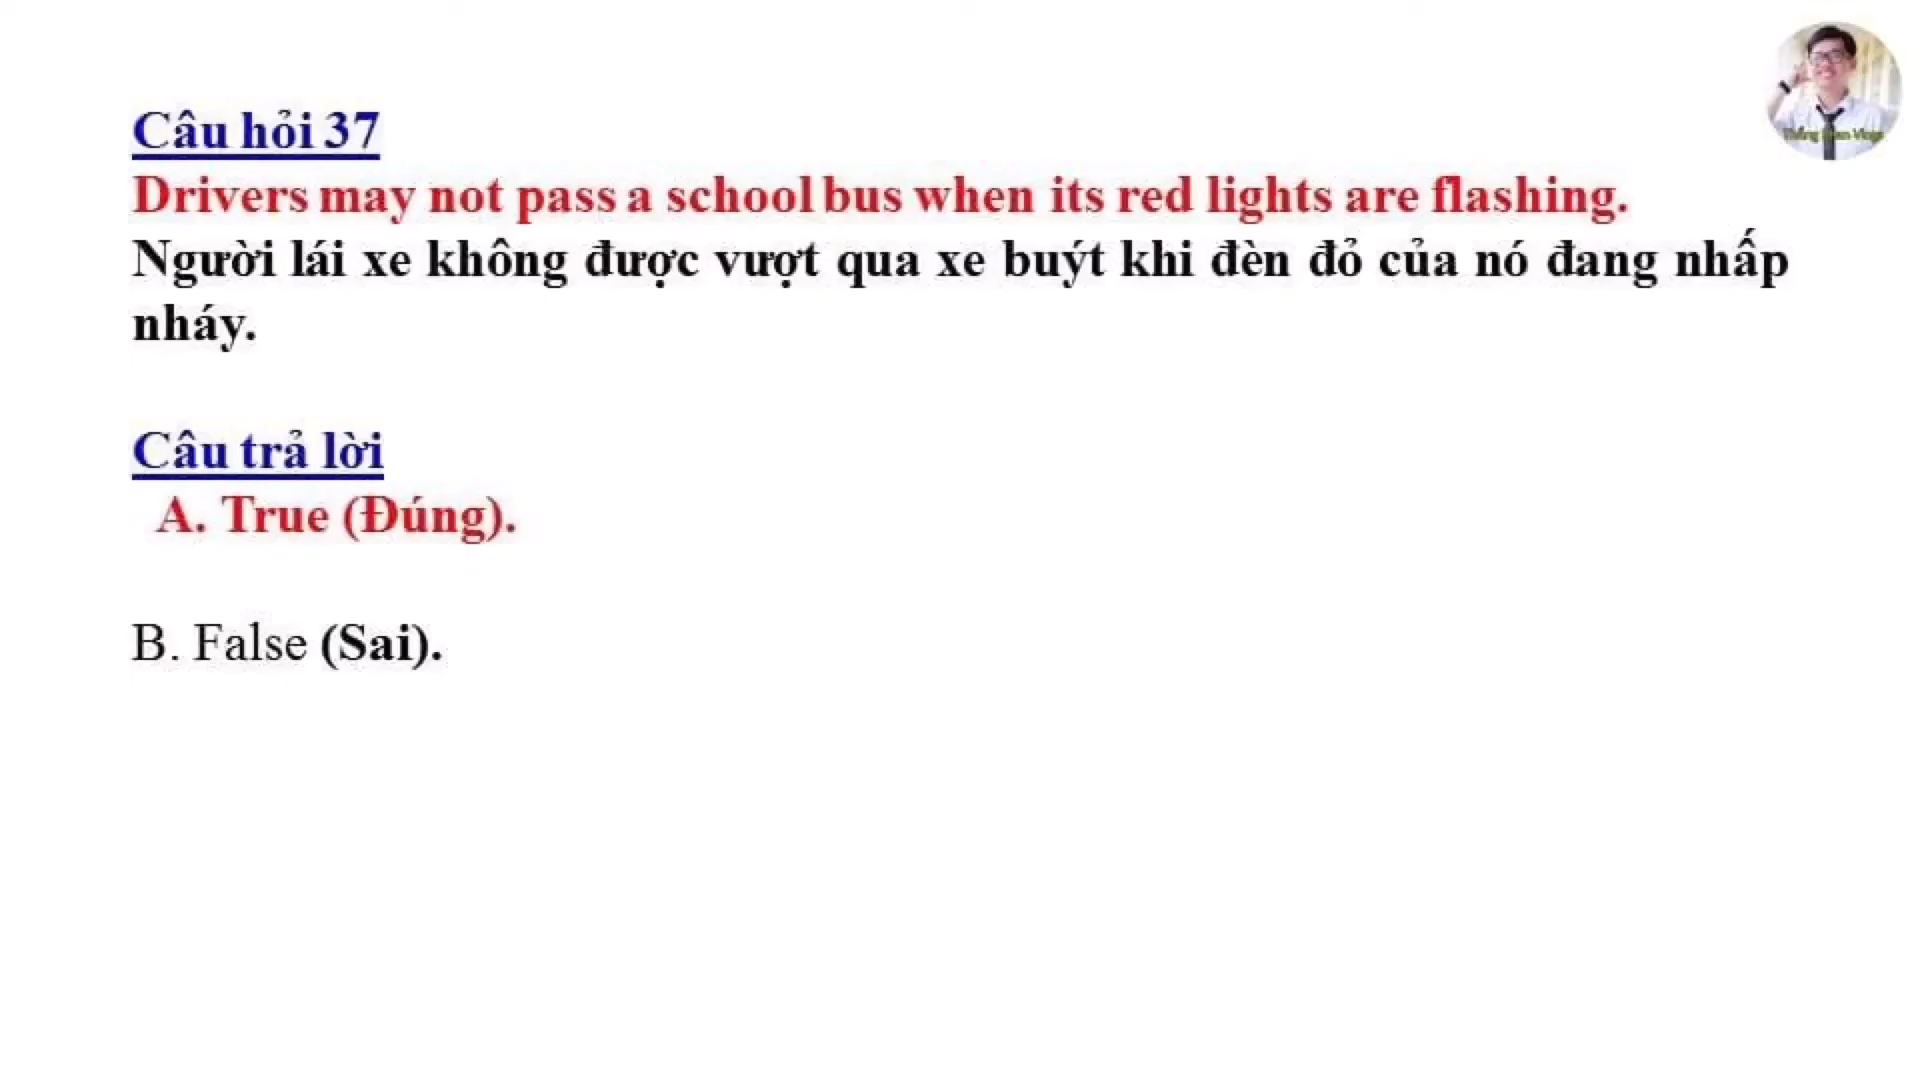 Câu hỏi 37
Drivers may not pass a school bus when its red lights are flashing.
Người lái xe không được vượt qua xe buýt khi đèn đỏ của nó đang nhấp
nháy.
Câu trả lời
A. True (Đúng).
B. False (Sai).